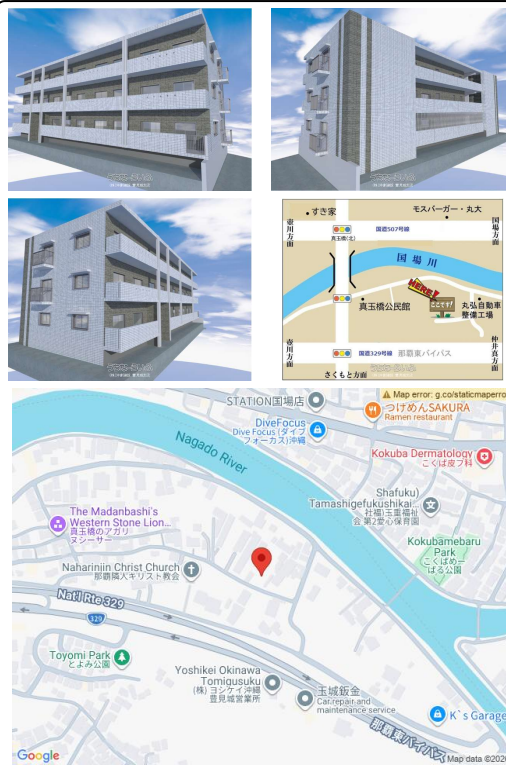 すき家
モスバーガー・丸大
国道507号線
真玉橋(北)
壺川方面
国場方面
国場川
HERE!
ここです!
真玉橋公民館
丸弘自動車
整備工場
壺川方面
仲井真方面
国道329号線 那覇東バイパス
さくもと方面
Map error: g.co/staticmaperro
STATION国場店
つけめんSAKURA
Ramen restaurant
DiveFocus
Dive Focus (ダイブ
フォーカス)沖縄
Nagado River
Kokuba Dermatology
こくば皮フ科
Shafuku)
Tamashigefukushikai...
社福)玉重福祉
会 第2愛心保育園
The Madanbashi's
Western Stone Lion...
真玉橋のアガリ
ヌシーサー
Kokubamebaru
Park
こくばめー
ばる公園
Nahariniin Christ Church
那覇隣人キリスト教会
Nat'l Rte 329
329
Toyomi Park
とよみ公園
Yoshikei Okinawa
Tomigusuku
(株) ヨシケイ沖縄
豊見城営業所
玉城鈑金
Car repair and
maintenance service
K`s Garage
那覇東バイパス
Google
Map data ©2026